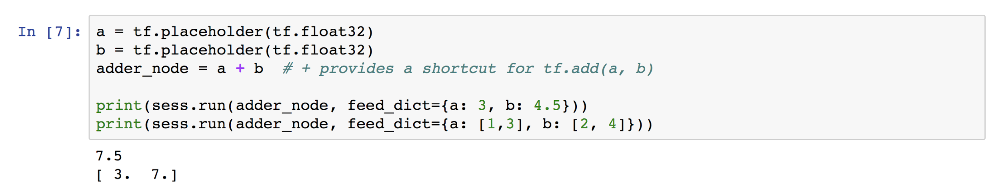 In [7]: a = tf.placeholder(tf.float32)
b = tf.placeholder(tf.float32)
adder_node = a + b  # + provides a shortcut for tf.add(a, b)

print(sess.run(adder_node, feed_dict={a: 3, b: 4.5}))
print(sess.run(adder_node, feed_dict={a: [1,3], b: [2, 4]}))
7.5
[ 3.  7.]